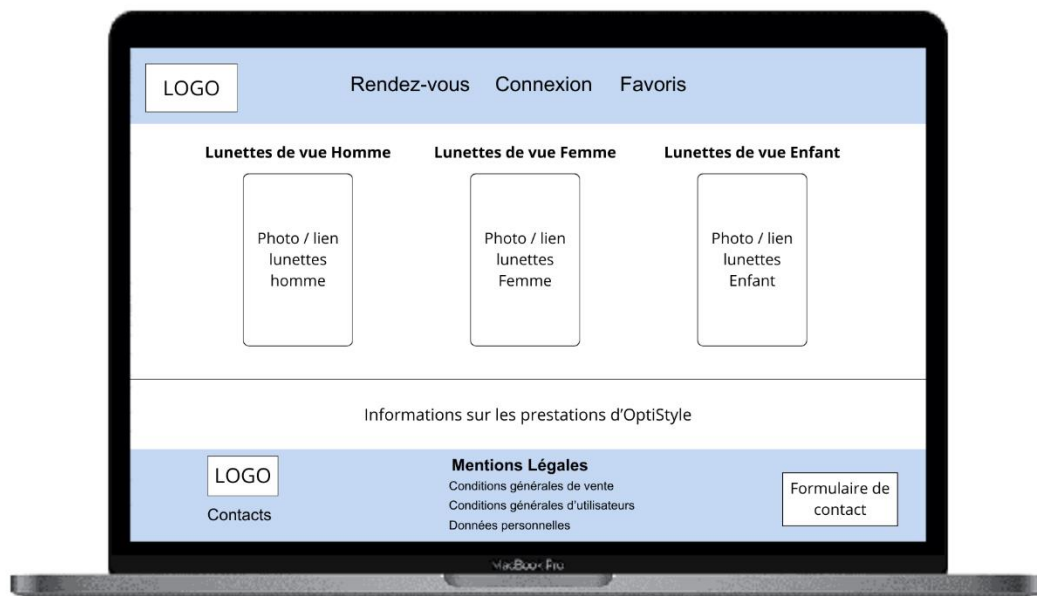 LOGO
Rendez-vous Connexion Favoris
Lunettes de vue Homme Lunettes de vue Femme Lunettes de vue Enfant
Photo / lien
lunettes
homme
Photo / lien
lunettes
Femme
Photo / lien
lunettes
Enfant
Informations sur les prestations d'OptiStyle
LOGO
Contacts
Mentions Légales
Conditions générales de vente
Conditions générales d'utilisateurs
Données personnelles
Formulaire de
contact
MacBook Pro